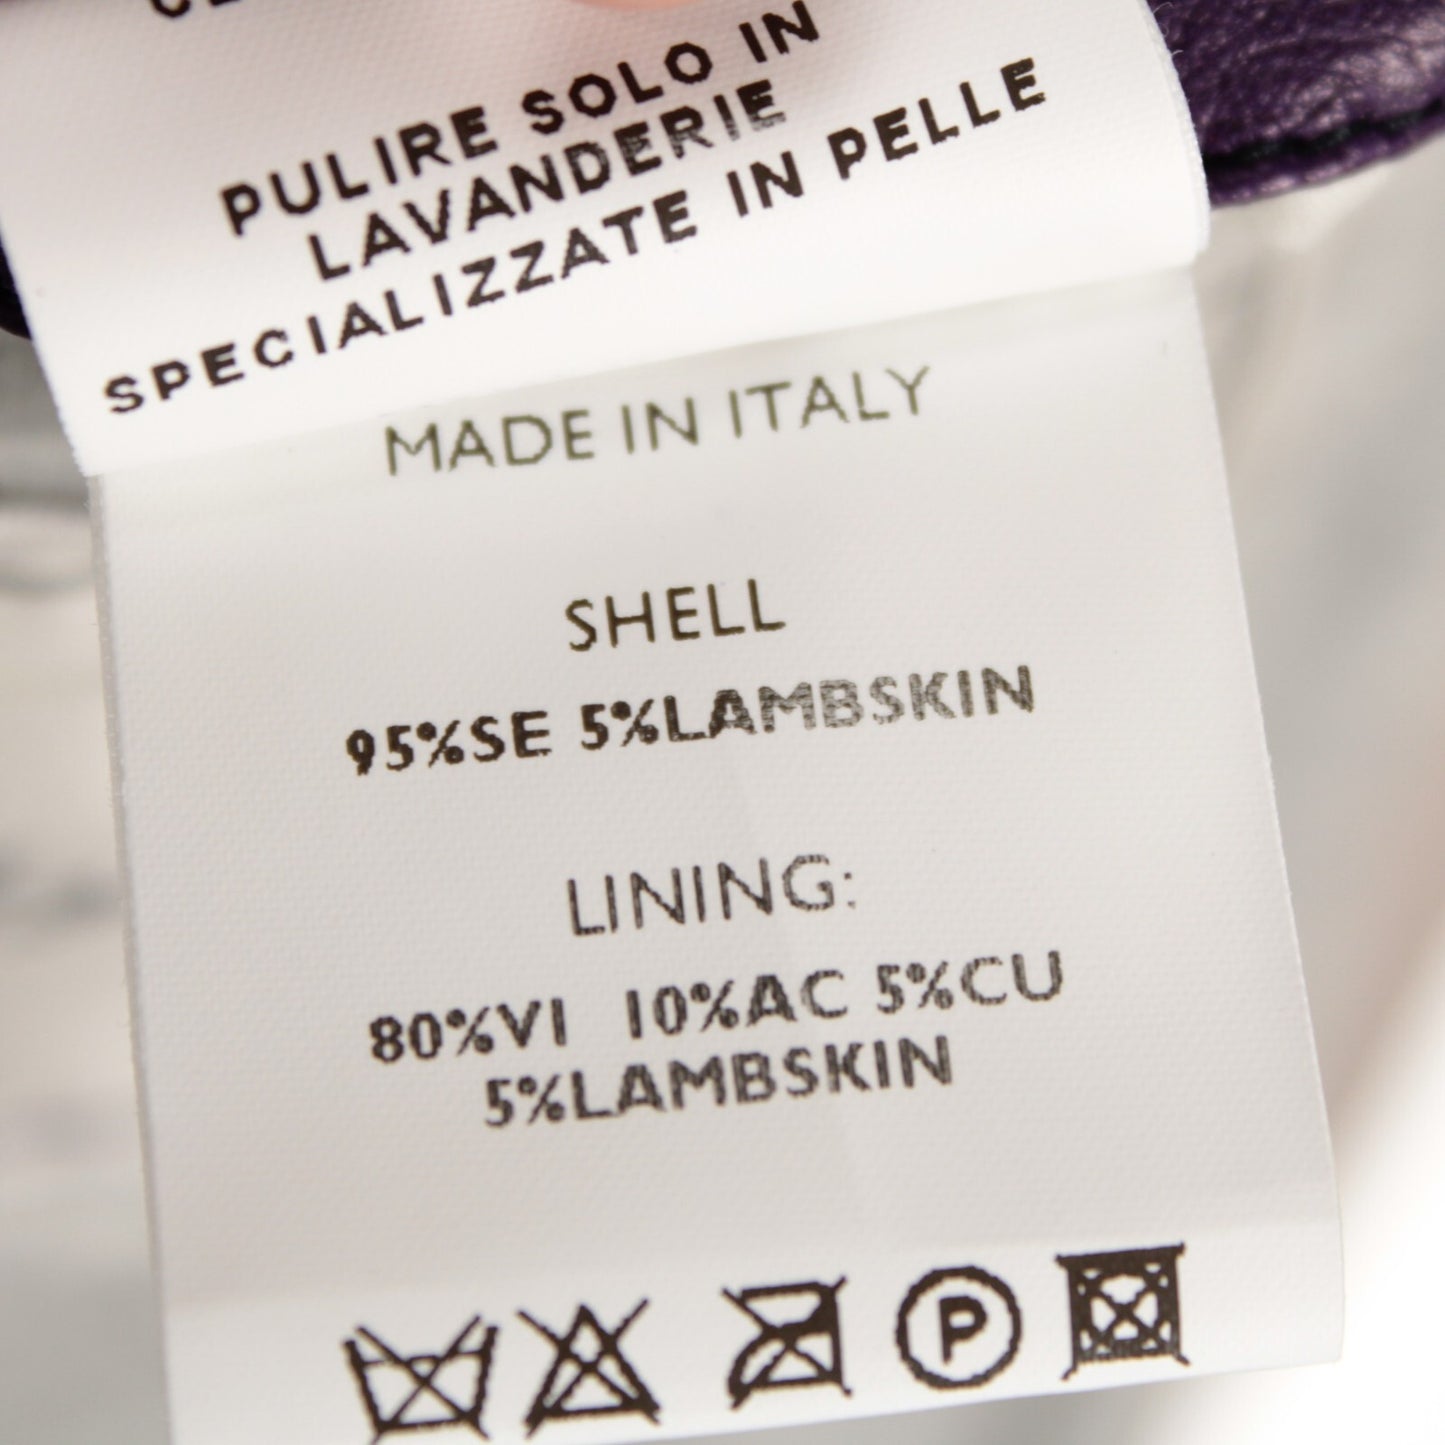 PULIRE SOLO IN
LAVANDERIE
SPECIALIZZATE IN PELLE
MADE IN ITALY
SHELL
95%SE 5%LAMBSKIN
LINING:
80%VI 10%AC 5%CU
5%LAMBSKIN
P